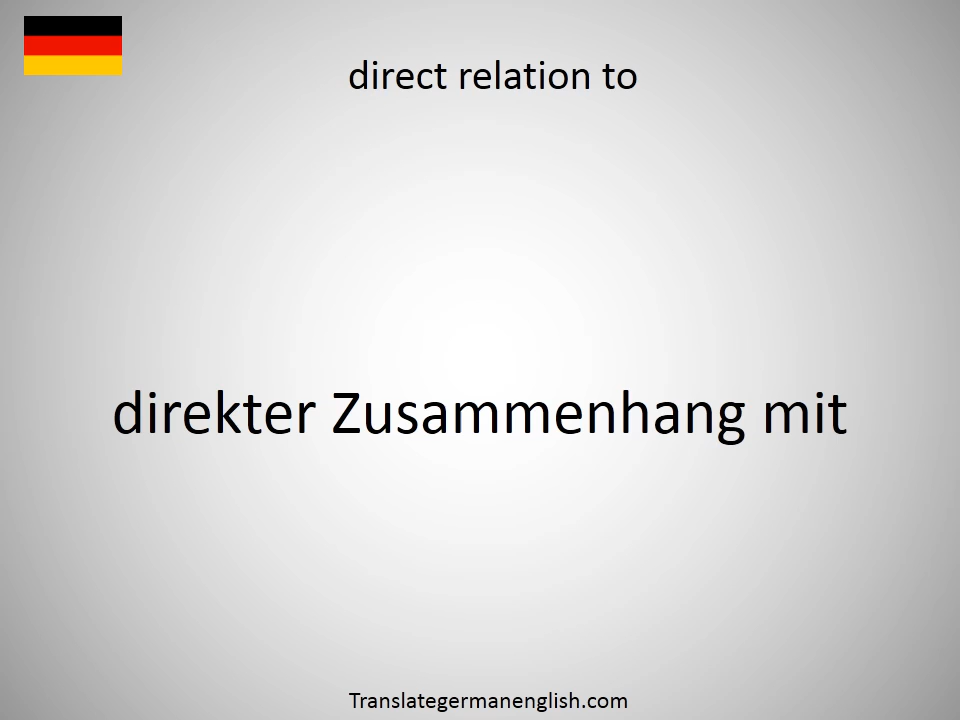 direct relation to
direkter Zusammenhang mit
Translategermanenglish.com